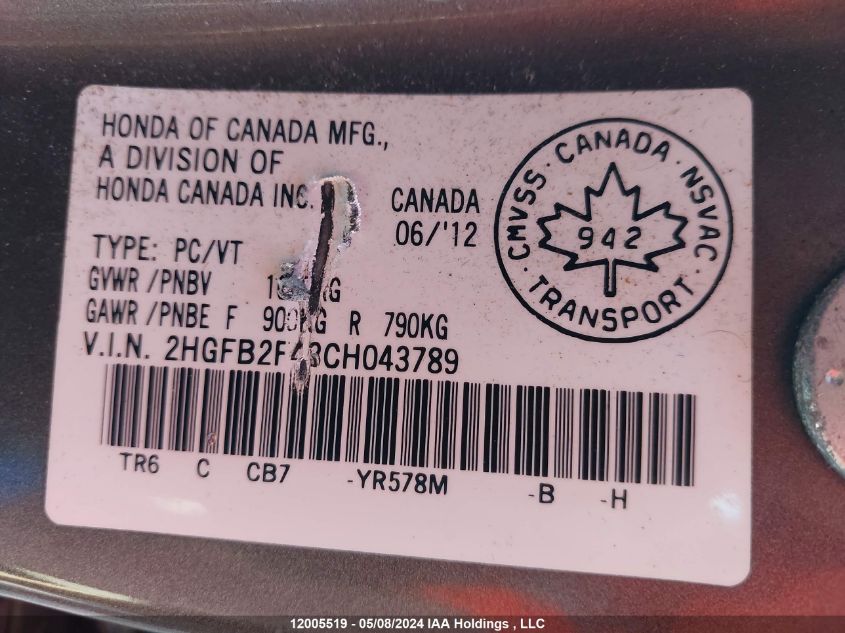 HONDA OF CANADA MFG.,
A DIVISION OF
HONDA CANADA INC.
CANADA
06/'12
TYPE: PC/VT
GVWR /PNBV
GAWR /PNBE F R 790KG
V.I.N.
CMVSS · CANADA · NSVAC · TRANSPORT ·
942
TR6 C CB7 -YR578M -B -H
12005519 - 05/08/2024 IAA Holdings , LLC